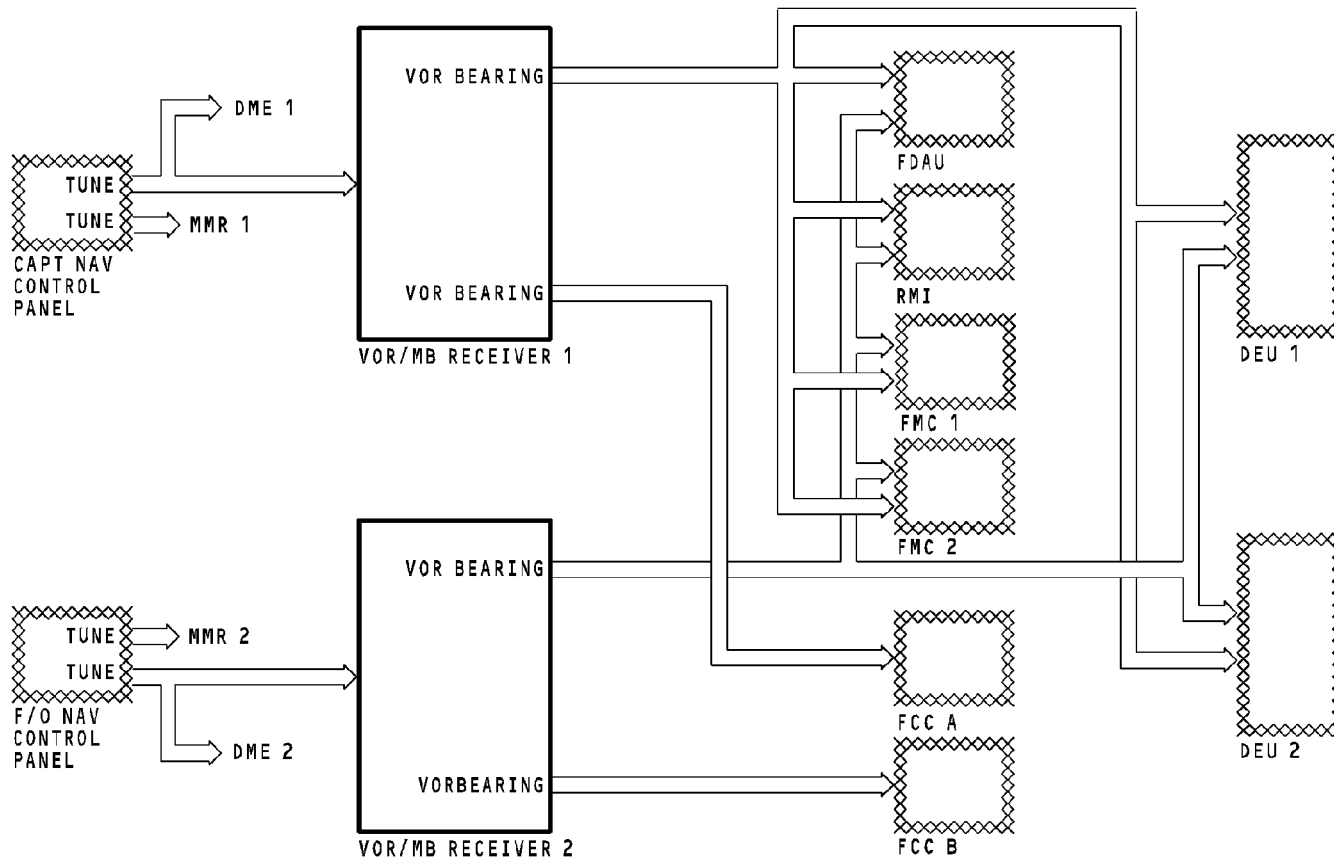 VOR BEARING
DME 1
TUNE
TUNE
MMR 1
CAPT NAV
CONTROL
PANEL
VOR BEARING
VOR/MB RECEIVER 1
FDAU
RMI
FMC 1
FMC 2
DEU 1
VOR BEARING
TUNE
MMR 2
TUNE
F/O NAV
CONTROL
PANEL
DME 2
VORBEARING
VOR/MB RECEIVER 2
FCC A
FCC B
DEU 2